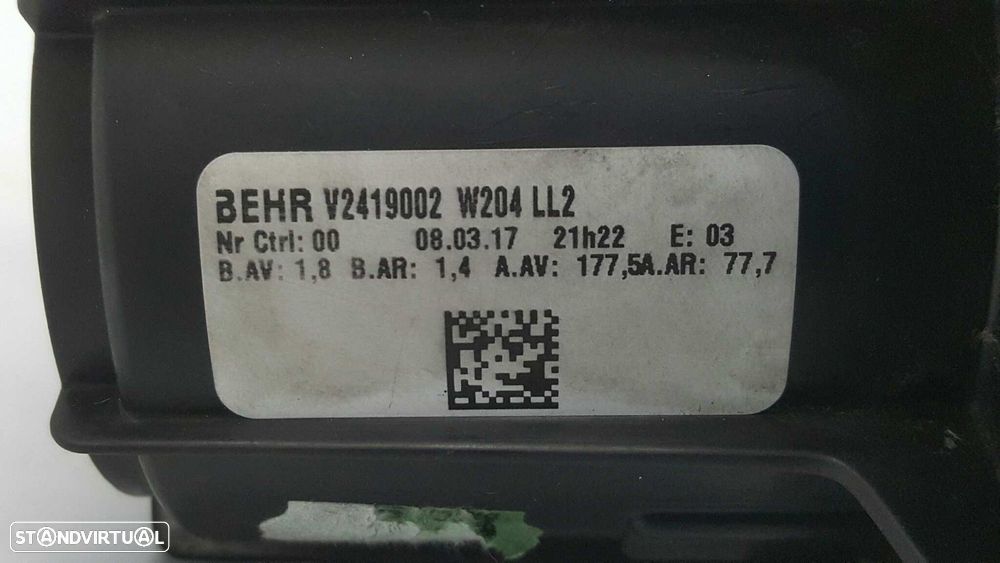 BEHR V2419002 W204 LL2
Nr Ctrl: 00 08.03.17 21h22 E: 03
B.AV: 1,8 B.AR: 1,4 A.AV: 177,5A.AR: 77,7
STANDVIRTUAL